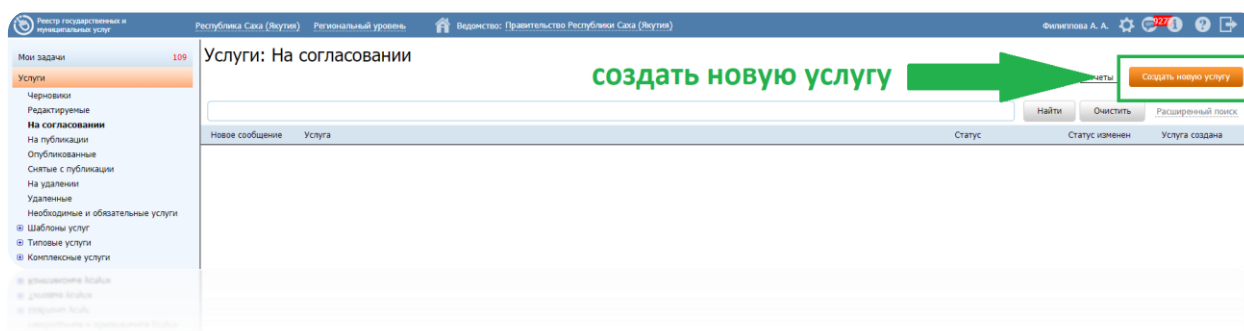 Реестр государственных и
муниципальных услуг
Республика Саха (Якутия) Региональный уровень Ведомство: Правительство Республики Саха (Якутия) Филиппова А. А. 927
Мои задачи 109
Услуги
Черновики
Редактируемые
На согласовании
На публикации
Опубликованные
Снятые с публикации
На удалении
Удаленные
Необходимые и обязательные услуги
Шаблоны услуг
Типовые услуги
Комплексные услуги
Услуги: На согласовании
создать новую услугу
четы Создать новую услугу
Найти Очистить Расширенный поиск
Новое сообщение Услуга Статус Статус изменен Услуга создана